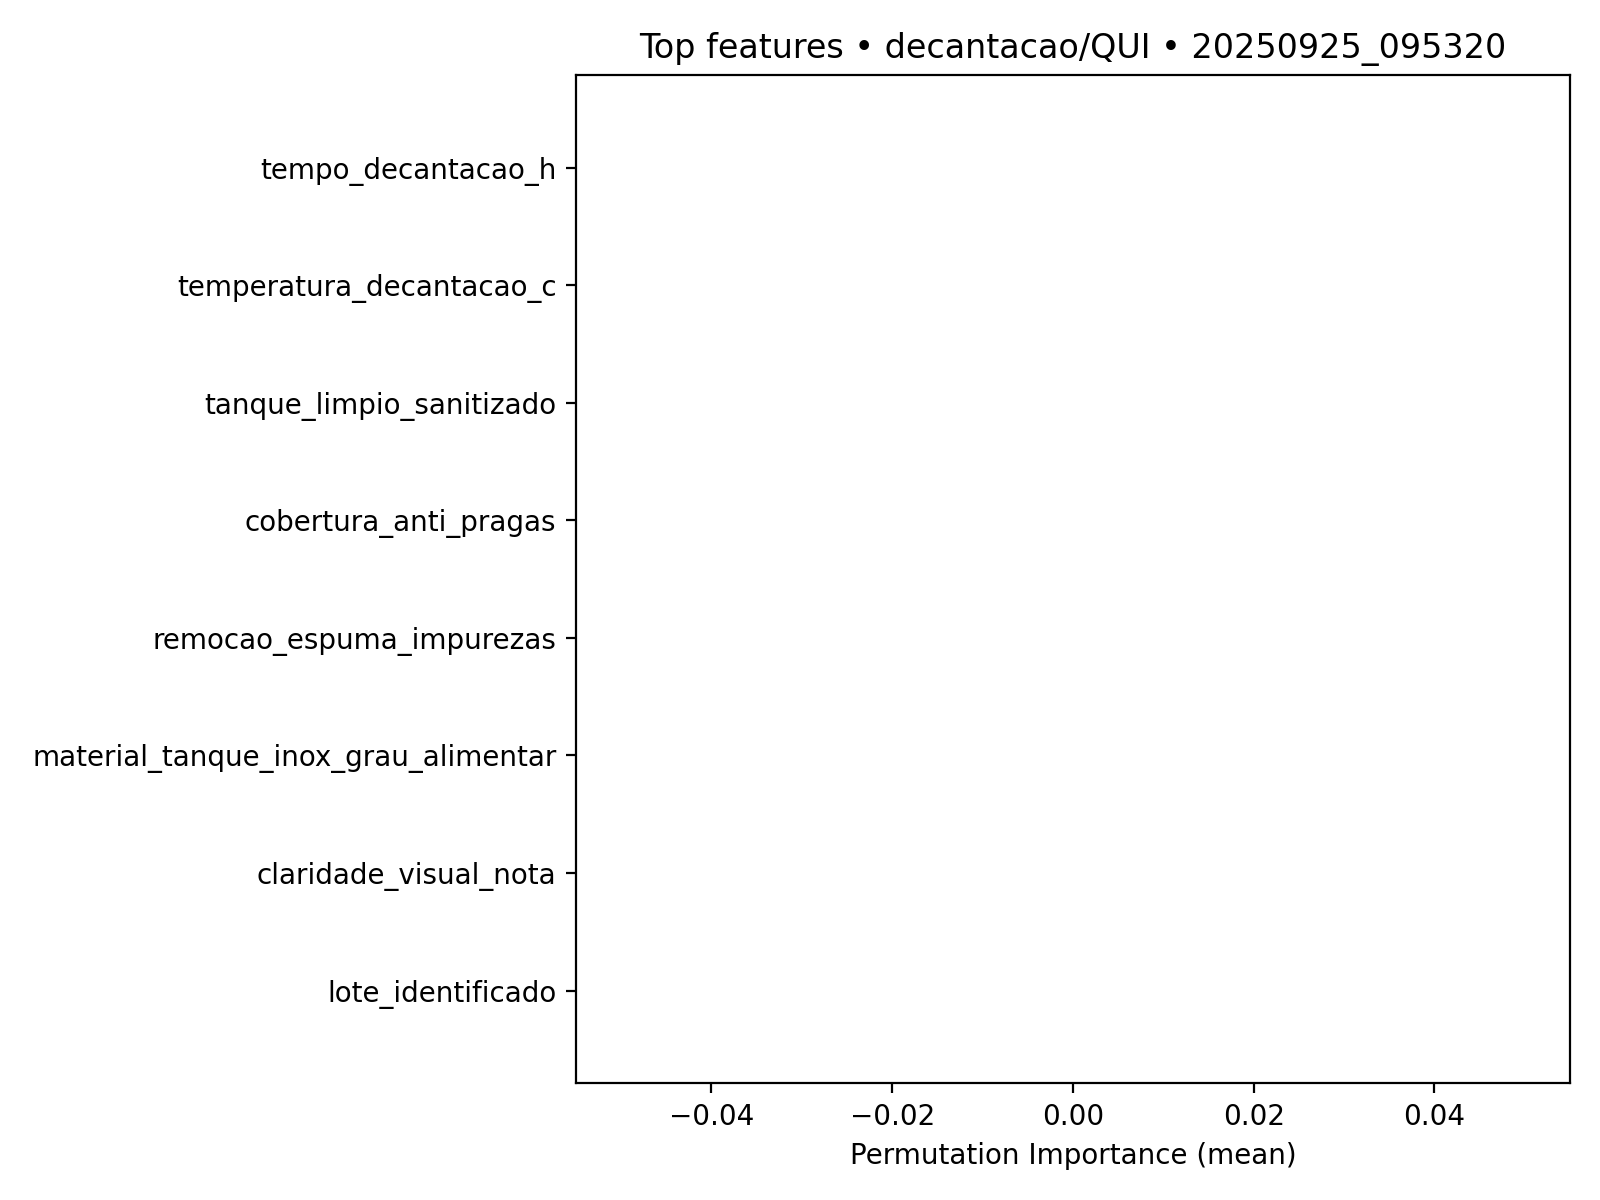 Top features • decantacao/QUI • 20250925_095320
tempo_decantacao_h
temperatura_decantacao_c
tanque_limpio_sanitizado
cobertura_anti_pragas
remocao_espuma_impurezas
material_tanque_inox_grau_alimentar
claridade_visual_nota
lote_identificado
−0.04 −0.02 0.00 0.02 0.04
Permutation Importance (mean)